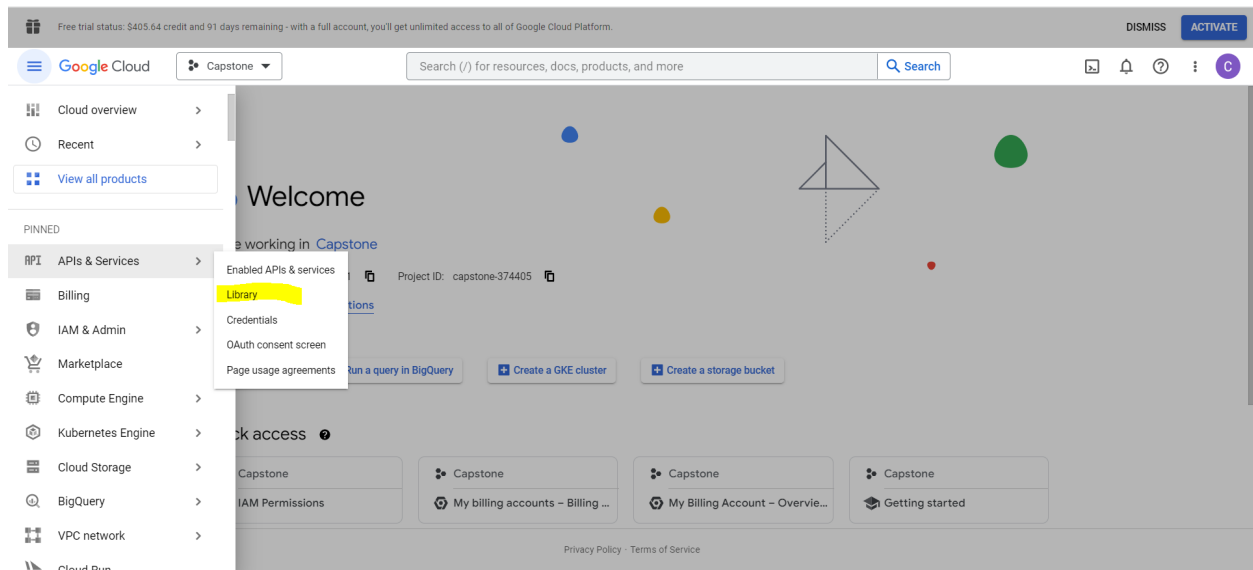 Free trial status: $405.64 credit and 91 days remaining - with a full account, you'll get unlimited access to all of Google Cloud Platform.
DISMISS
ACTIVATE
Google Cloud
Capstone
Search (/) for resources, docs, products, and more
Search
C
Cloud overview
Recent
View all products
PINNED
API APIs & Services
Billing
IAM & Admin
Marketplace
Compute Engine
Kubernetes Engine
Cloud Storage
BigQuery
VPC network
Cloud Run
Enabled APIs & services
Library
Credentials
OAuth consent screen
Page usage agreements
Welcome
working in Capstone
1 Project ID: capstone-374405
tions
Run a query in BigQuery
Create a GKE cluster
Create a storage bucket
ck access
Capstone
IAM Permissions
Capstone
My billing accounts – Billing ...
Capstone
My Billing Account – Overvie...
Capstone
Getting started
Privacy Policy · Terms of Service